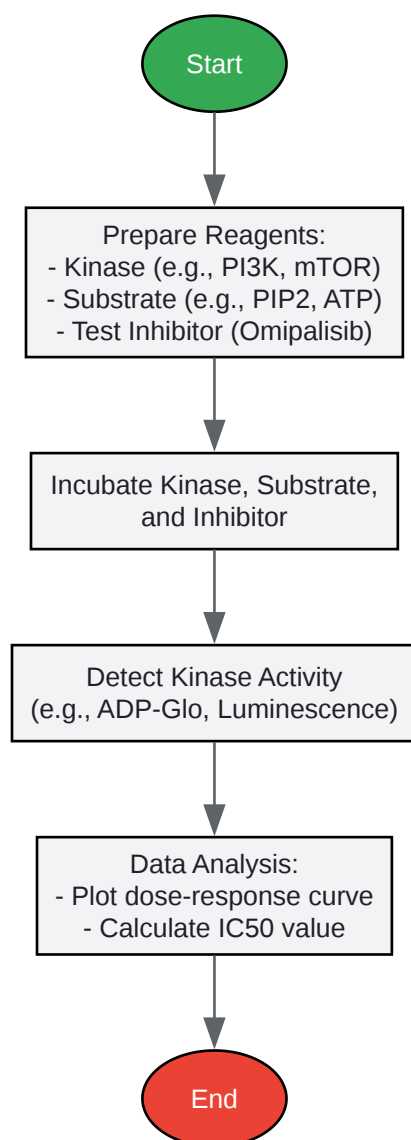 Start
Prepare Reagents:
- Kinase (e.g., PI3K, mTOR)
- Substrate (e.g., PIP2, ATP)
- Test Inhibitor (Omipalisib)
Incubate Kinase, Substrate,
and Inhibitor
Detect Kinase Activity
(e.g., ADP-Glo, Luminescence)
Data Analysis:
- Plot dose-response curve
- Calculate IC50 value
End